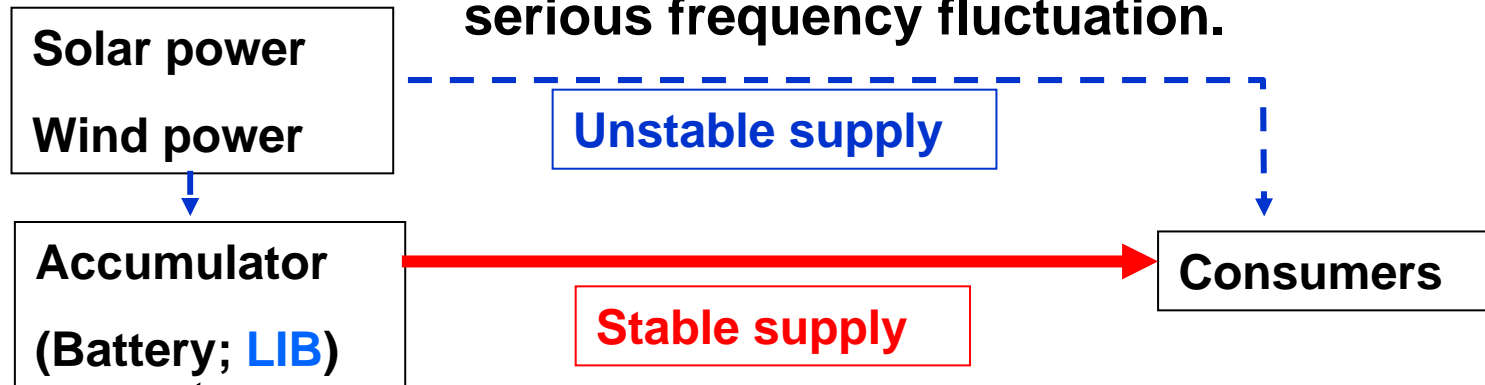 serious frequency fluctuation.
Solar power
Wind power
Unstable supply
Accumulator
(Battery; LIB)
Stable supply
Consumers